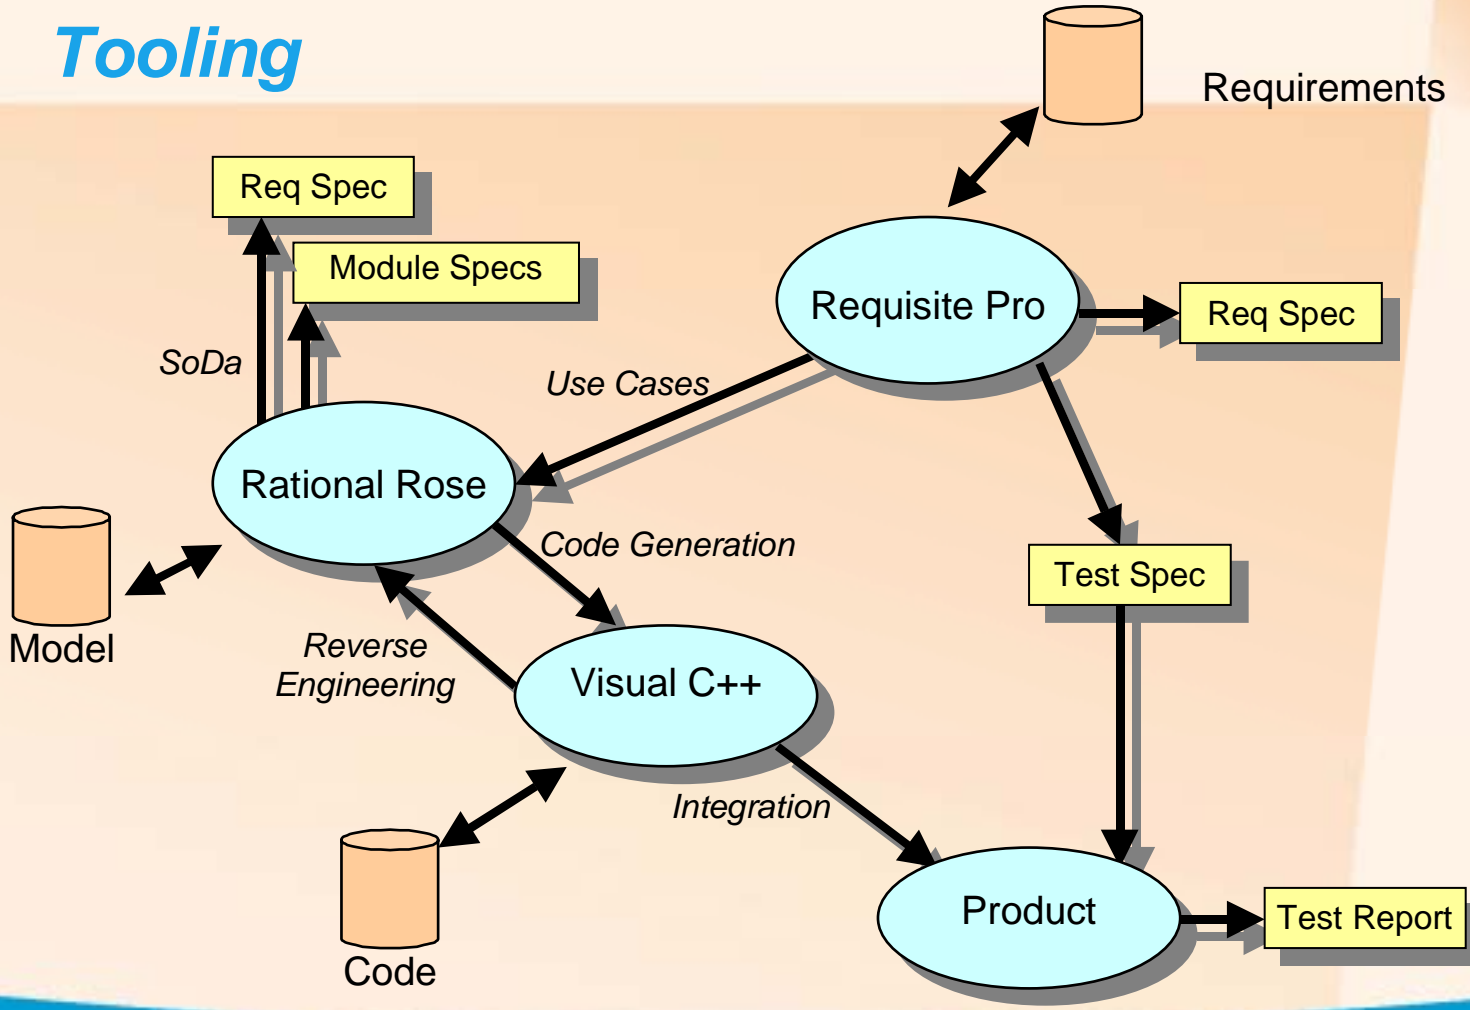 Tooling
Requirements
Req Spec
Module Specs
Requisite Pro
Req Spec
SoDa
Use Cases
Rational Rose
Code Generation
Test Spec
Model
Reverse
Engineering
Visual C++
Integration
Product
Test Report
Code